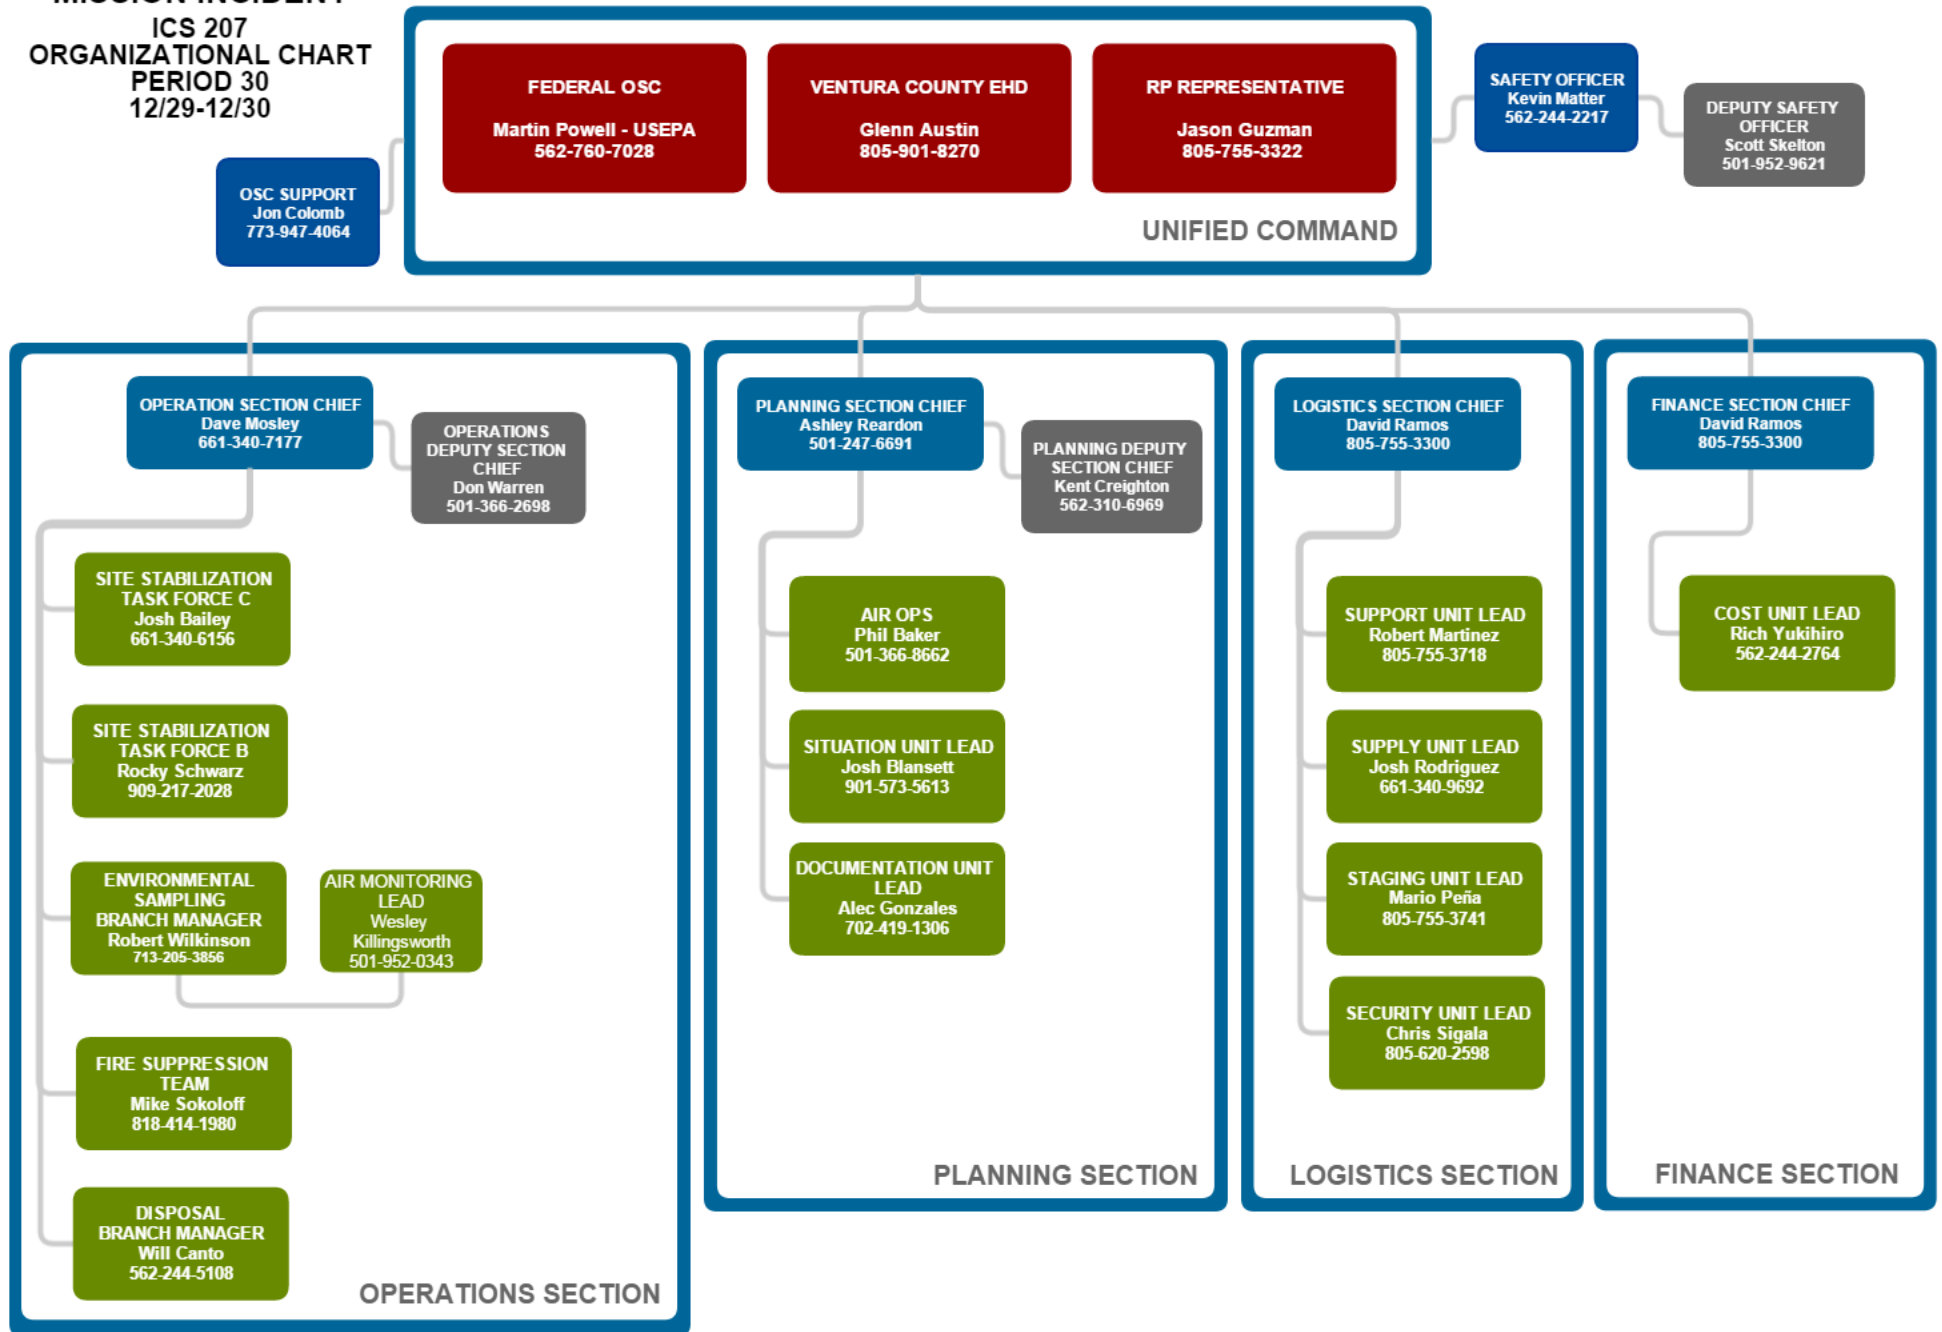 MISSION INCIDENT
ICS 207
ORGANIZATIONAL CHART
PERIOD 30
12/29-12/30
OSC SUPPORT
Jon Colomb
773-947-4064
FEDERAL OSC
Martin Powell - USEPA
562-760-7028
VENTURA COUNTY EHD
Glenn Austin
805-901-8270
RP REPRESENTATIVE
Jason Guzman
805-755-3322
UNIFIED COMMAND
SAFETY OFFICER
Kevin Matter
562-244-2217
DEPUTY SAFETY
OFFICER
Scott Skelton
501-952-9621
OPERATION SECTION CHIEF
Dave Mosley
661-340-7177
OPERATIONS
DEPUTY SECTION
CHIEF
Don Warren
501-366-2698
SITE STABILIZATION
TASK FORCE C
Josh Bailey
661-340-6156
SITE STABILIZATION
TASK FORCE B
Rocky Schwarz
909-217-2028
ENVIRONMENTAL
SAMPLING
BRANCH MANAGER
Robert Wilkinson
713-205-3856
AIR MONITORING
LEAD
Wesley
Killingsworth
501-952-0343
FIRE SUPPRESSION
TEAM
Mike Sokoloff
818-414-1980
DISPOSAL
BRANCH MANAGER
Will Canto
562-244-5108
OPERATIONS SECTION
PLANNING SECTION CHIEF
Ashley Reardon
501-247-6691
PLANNING DEPUTY
SECTION CHIEF
Kent Creighton
562-310-6969
AIR OPS
Phil Baker
501-366-8662
SITUATION UNIT LEAD
Josh Blansett
901-573-5613
DOCUMENTATION UNIT
LEAD
Alec Gonzales
702-419-1306
PLANNING SECTION
LOGISTICS SECTION CHIEF
David Ramos
805-755-3300
SUPPORT UNIT LEAD
Robert Martinez
805-755-3718
SUPPLY UNIT LEAD
Josh Rodriguez
661-340-9692
STAGING UNIT LEAD
Mario Peña
805-755-3741
SECURITY UNIT LEAD
Chris Sigala
805-620-2598
LOGISTICS SECTION
FINANCE SECTION CHIEF
David Ramos
805-755-3300
COST UNIT LEAD
Rich Yukihiro
562-244-2764
FINANCE SECTION